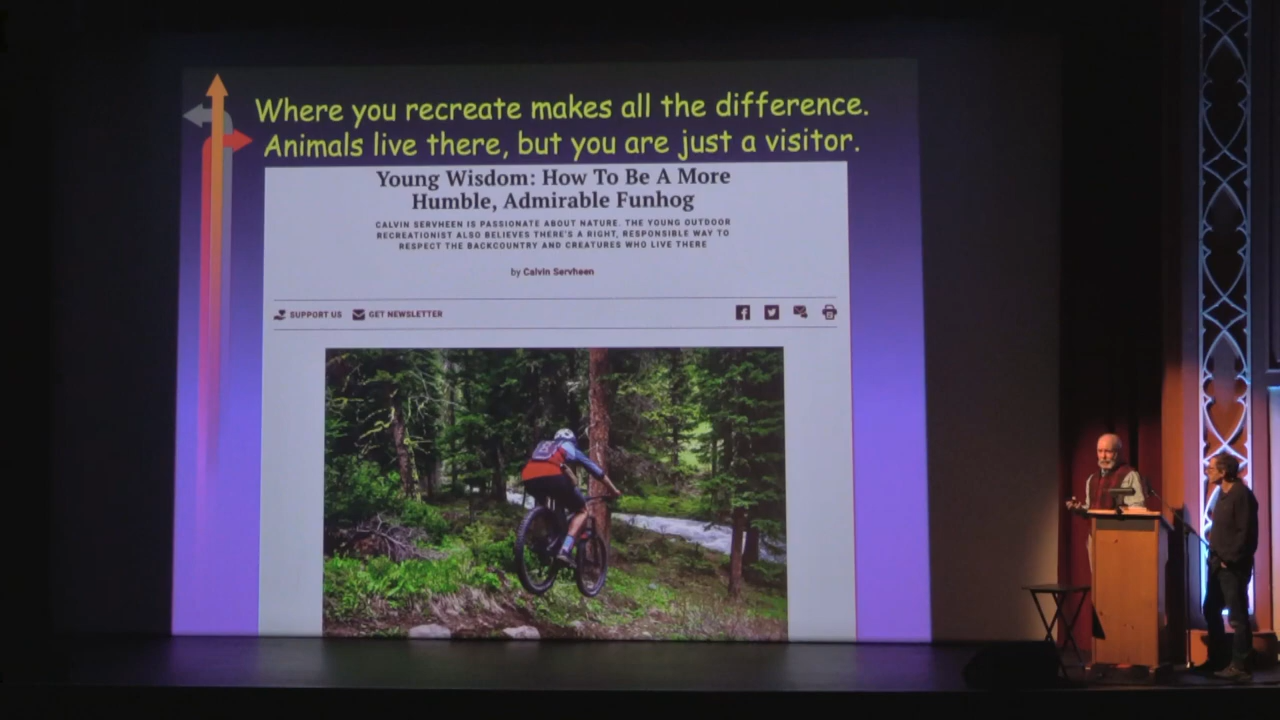 Where you recreate makes all the difference.
Animals live there, but you are just a visitor.
Young Wisdom: How To Be A More
Humble, Admirable Funhog
CALVIN SERVHEEN IS PASSIONATE ABOUT NATURE. THE YOUNG OUTDOOR
RECREATIONIST ALSO BELIEVES THERE'S A RIGHT, RESPONSIBLE WAY TO
RESPECT THE BACKCOUNTRY AND CREATURES WHO LIVE THERE
by Calvin Servheen
SUPPORT US GET NEWSLETTER